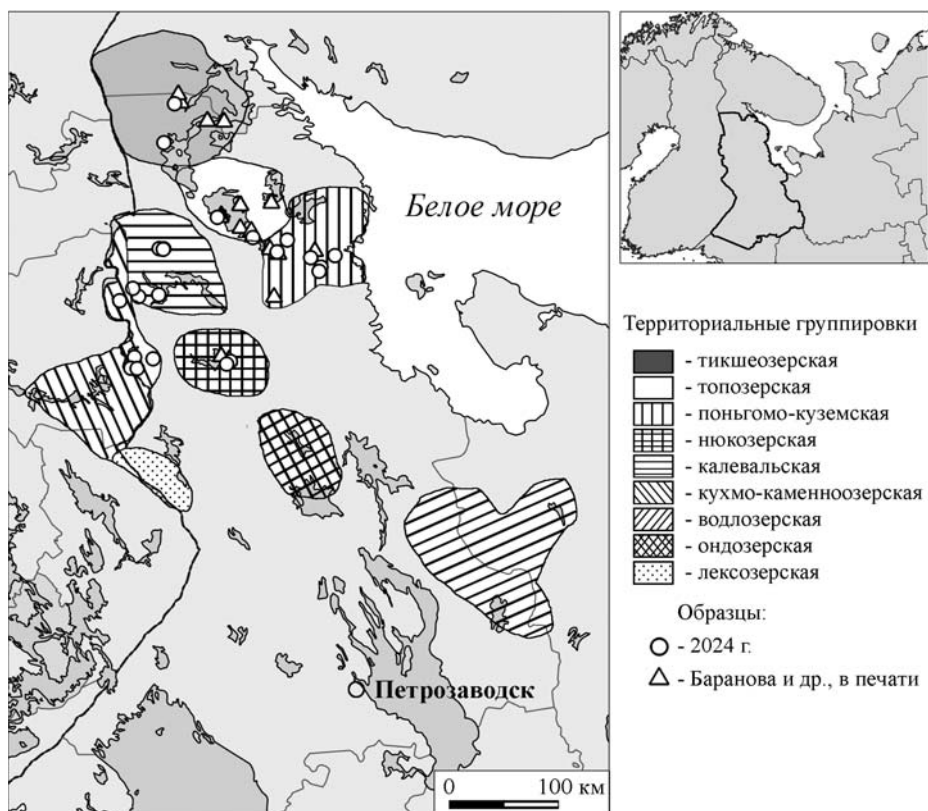 Белое море
Петрозаводск
0 100 км
Территориальные группировки
- тикшеозерская
- топозерская
- поньгомо-куземская
- нюкозерская
- калевальская
- кухмо-каменноозерская
- водлозерская
- ондозерская
- лексозерская
Образцы:
- 2024 г.
- Баранова и др., в печати